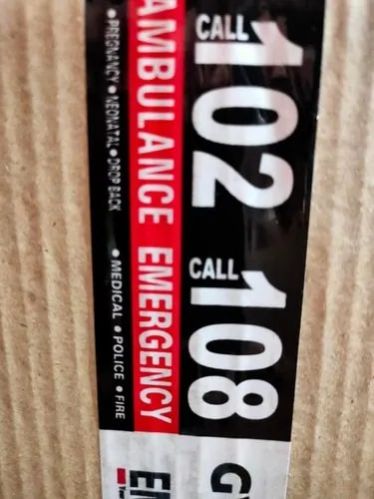 CALL 102
CALL 108
AMBULANCE EMERGENCY
• PREGNANCY • NEONATAL • DROP BACK
• MEDICAL • POLICE • FIRE